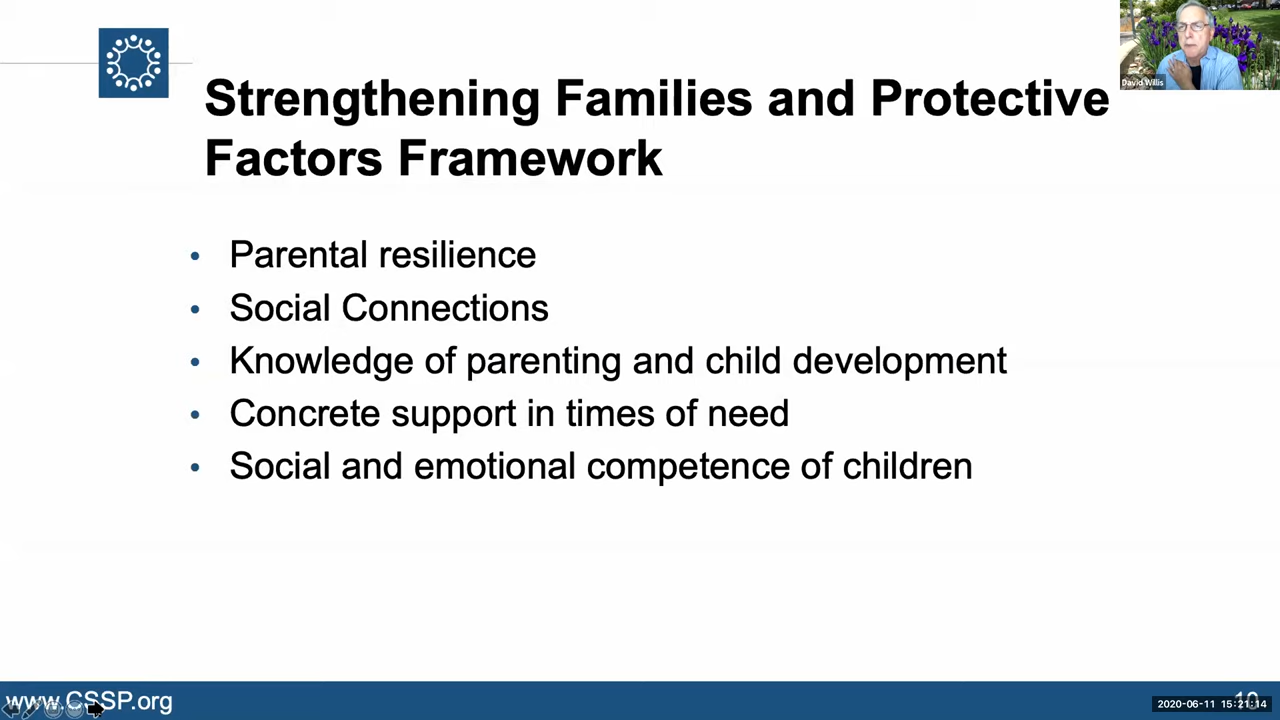 David Willis
Strengthening Families and Protective
Factors Framework
• Parental resilience
• Social Connections
• Knowledge of parenting and child development
• Concrete support in times of need
• Social and emotional competence of children
www.CSSP.org
10
2020-06-11 15:21:14